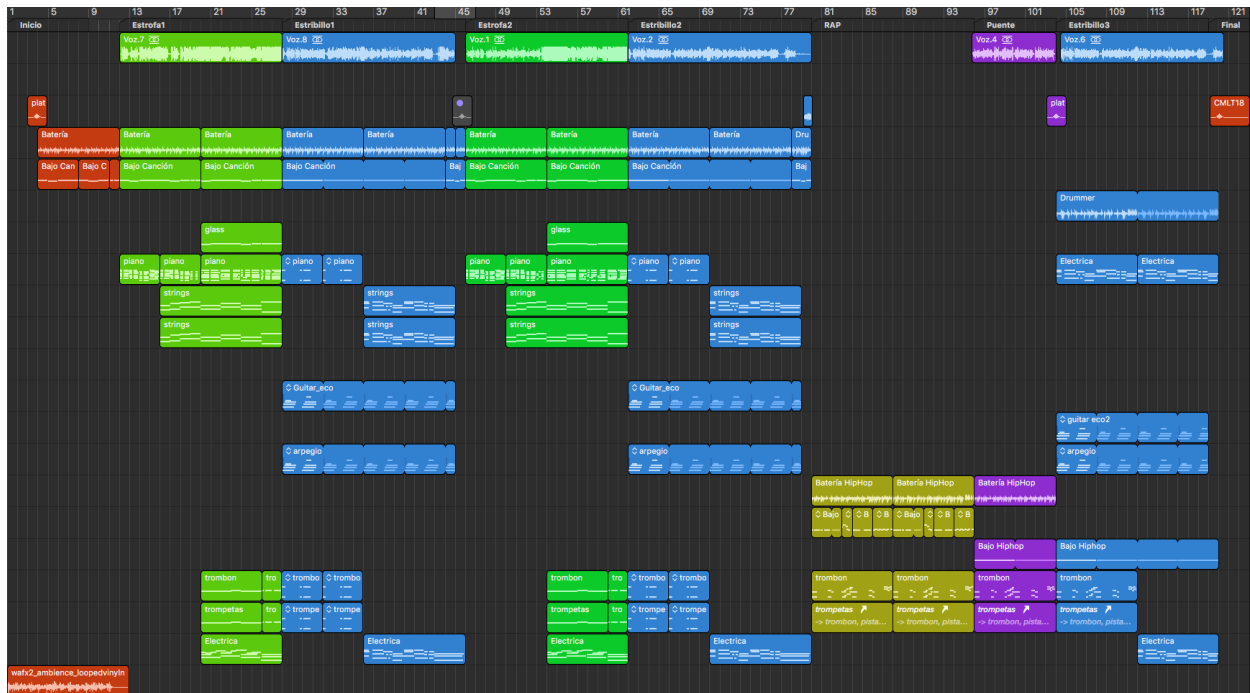 1 5 9 13 17 21 25 29 33 37 41 45 49 53 57 61 65 69 73 77 81 85 89 93 97 101 105 109 113 117 121
Inicio Estrofa1 Estribillo1 Estrofa2 Estribillo2 RAP Puente Estribillo3 Final
Voz.7 Voz.8 Voz.1 Voz.2 Voz.4 Voz.6
plat plat CMLT18
Batería Batería Batería Batería Batería Batería Batería Batería Batería Dru
Bajo Can Bajo C Bajo Canción Bajo Canción Bajo Canción Baj Bajo Canción Bajo Canción Bajo Canción Baj
Drummer
glass glass
piano piano piano piano piano piano piano piano piano piano Electrica Electrica
strings strings strings strings
strings strings strings strings
Guitar_eco Guitar_eco
guitar eco2
arpegio arpegio arpegio
Batería HipHop Batería HipHop Batería HipHop
Bajo B B Bajo B B
Bajo Hiphop Bajo Hiphop
trombon tro trombo trombo trombon tro trombo trombo trombon trombon trombon trombon
trompetas tro trompe trompe trompetas tro trompe trompe trompetas trompetas trompetas trompetas
-> trombon, pista... -> trombon, pista... -> trombon, pista... -> trombon, pista...
Electrica Electrica Electrica Electrica Electrica
wafx2_ambience_loopedvinyln